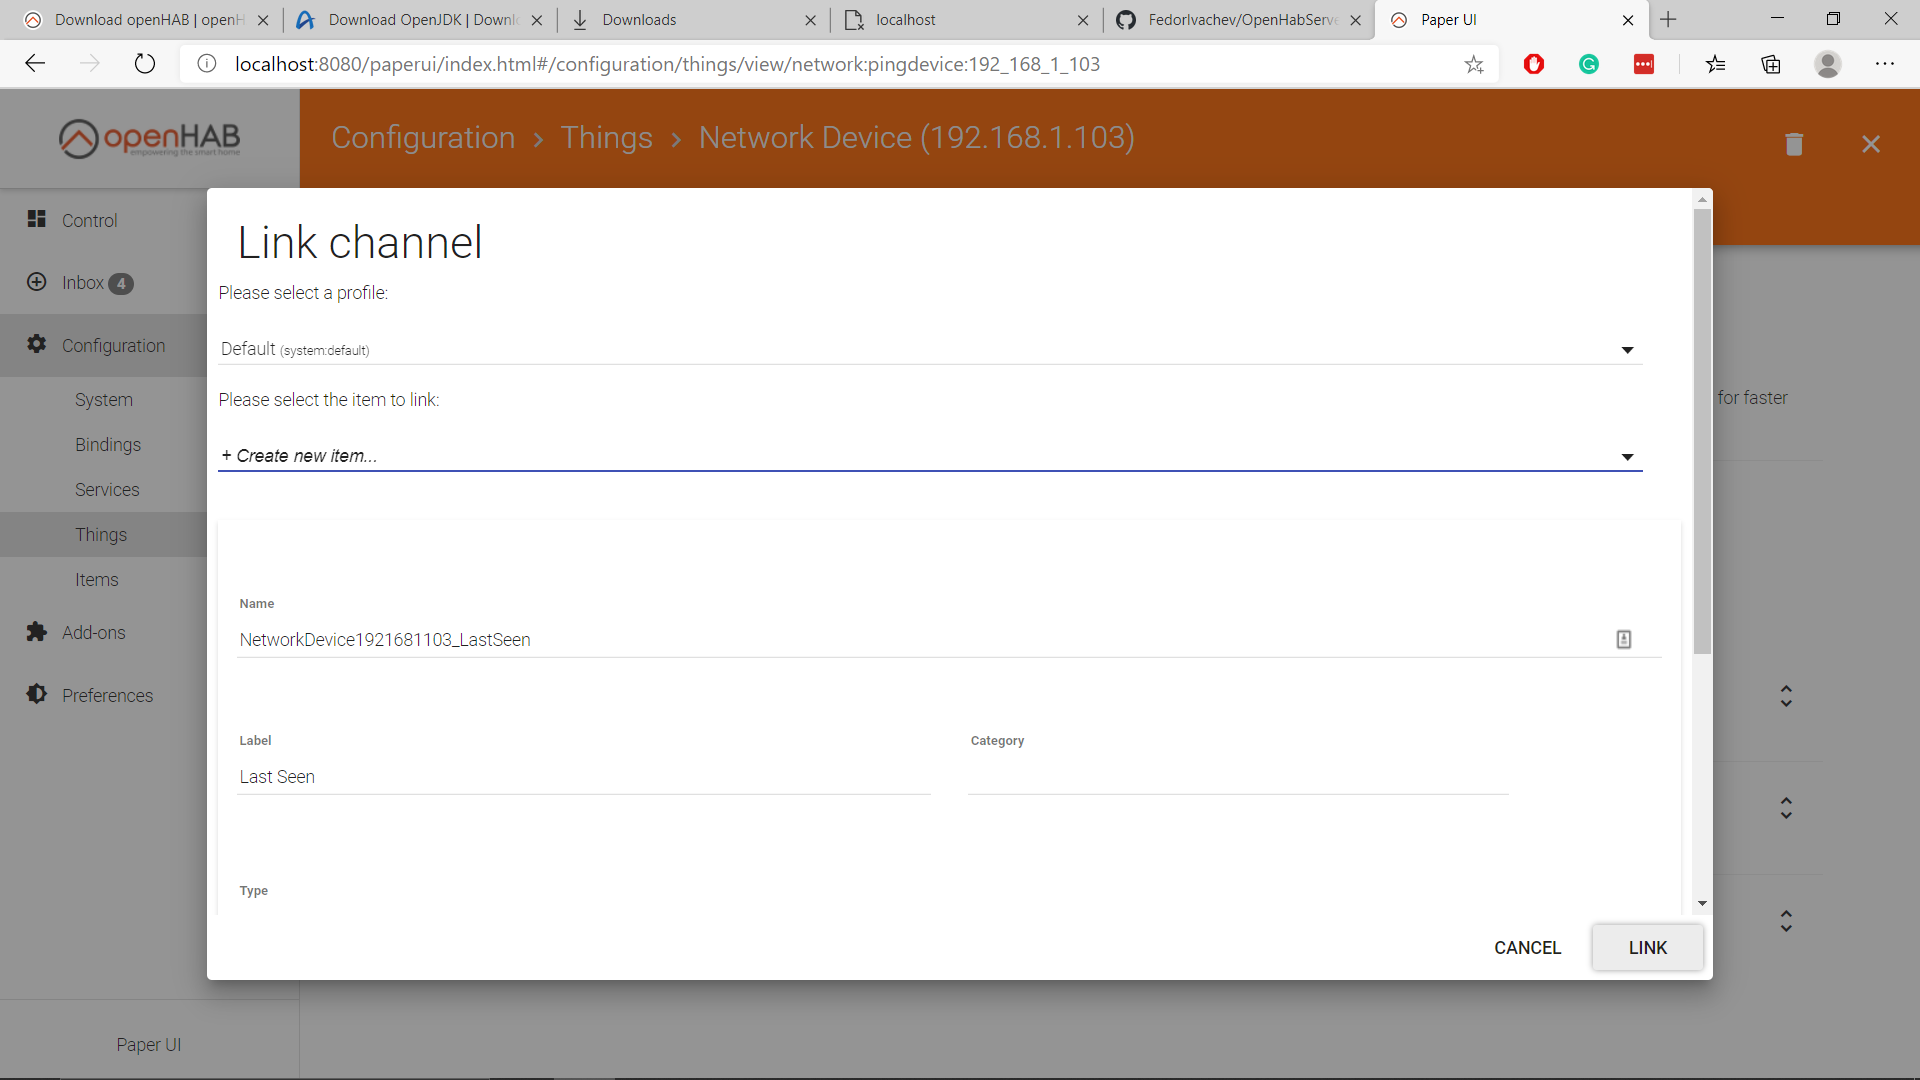 Download openHAB | openH
Download OpenJDK | Downl
Downloads
localhost
FedorIvachev/OpenHabServe
Paper UI
localhost:8080/paperui/index.html#/configuration/things/view/network:pingdevice:192_168_1_103
openHAB
empowering the smart home
Configuration > Things > Network Device (192.168.1.103)
Control
Inbox 4
Configuration
System
Bindings
Services
Things
Items
Add-ons
Preferences
Paper UI
for faster
Link channel
Please select a profile:
Default (system:default)
Please select the item to link:
+ Create new item...
Name
NetworkDevice1921681103_LastSeen
Label
Category
Last Seen
Type
CANCEL
LINK